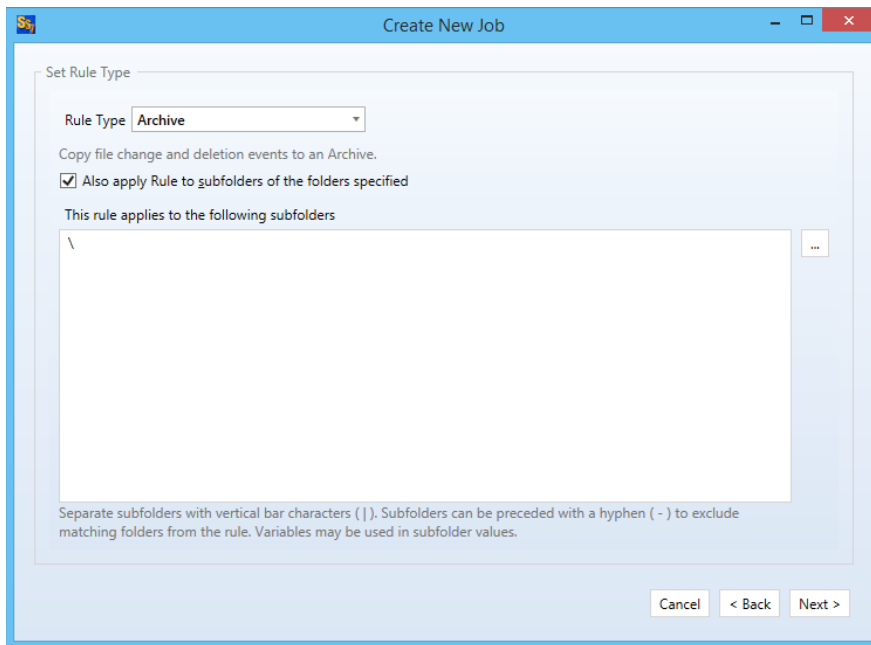 Ss7
Create New Job
Set Rule Type
Rule Type Archive
Copy file change and deletion events to an Archive.
Also apply Rule to subfolders of the folders specified
This rule applies to the following subfolders
\
...
Separate subfolders with vertical bar characters ( | ). Subfolders can be preceded with a hyphen ( - ) to exclude
matching folders from the rule. Variables may be used in subfolder values.
Cancel < Back Next >